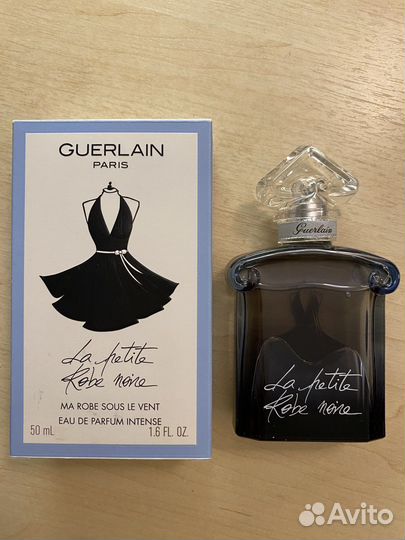 GUERLAIN
PARIS
La petite
Robe noire
MA ROBE SOUS LE VENT
EAU DE PARFUM INTENSE
50 mL 1.6 FL. OZ.
Guerlain
La petite
Robe noire
Avito